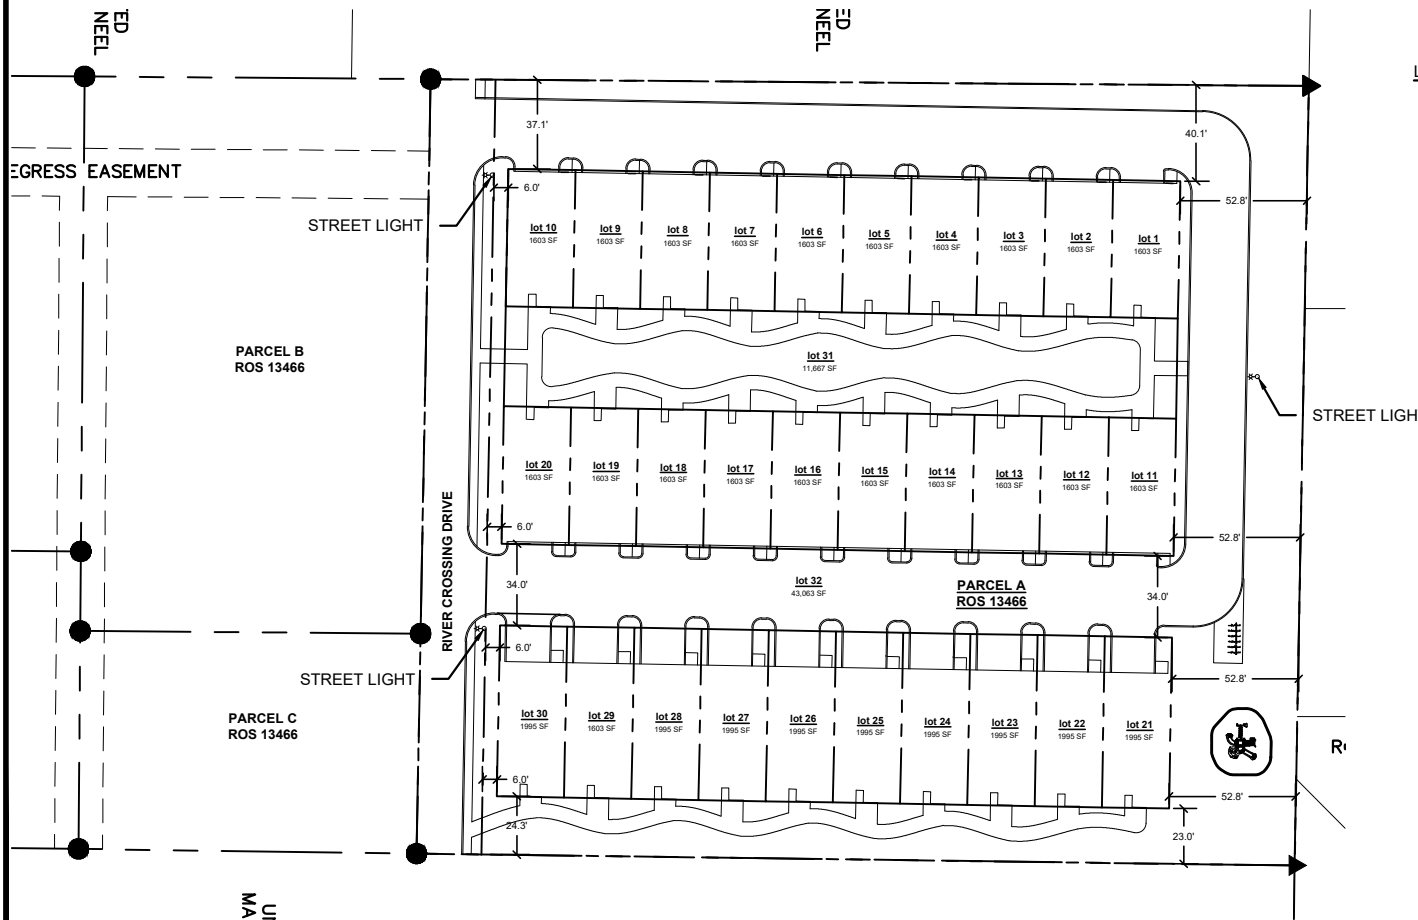 ED
NEEL
ED
NEEL
L
37.1'
40.1'
EGRESS EASEMENT
6.0'
52.8'
STREET LIGHT
lot 10
1603 SF
lot 9
1603 SF
lot 8
1603 SF
lot 7
1603 SF
lot 6
1603 SF
lot 5
1603 SF
lot 4
1603 SF
lot 3
1603 SF
lot 2
1603 SF
lot 1
1603 SF
PARCEL B
ROS 13466
lot 31
11,667 SF
STREET LIGH
lot 20
1603 SF
lot 19
1603 SF
lot 18
1603 SF
lot 17
1603 SF
lot 16
1603 SF
lot 15
1603 SF
lot 14
1603 SF
lot 13
1603 SF
lot 12
1603 SF
lot 11
1603 SF
6.0'
52.8'
RIVER CROSSING DRIVE
34.0'
lot 32
43,063 SF
PARCEL A
ROS 13466
34.0'
6.0'
STREET LIGHT
52.8'
PARCEL C
ROS 13466
lot 30
1995 SF
lot 29
1603 SF
lot 28
1995 SF
lot 27
1995 SF
lot 26
1995 SF
lot 25
1995 SF
lot 24
1995 SF
lot 23
1995 SF
lot 22
1995 SF
lot 21
1995 SF
6.0'
52.8'
24.3'
23.0'
UI
MA